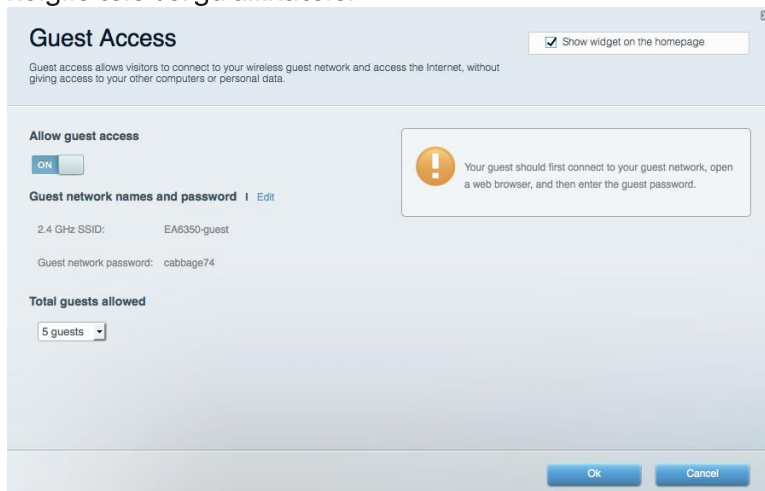 Guest Access
Show widget on the homepage
Guest access allows visitors to connect to your wireless guest network and access the Internet, without
giving access to your other computers or personal data.
Allow guest access
ON
Your guest should first connect to your guest network, open
a web browser, and then enter the guest password.
Guest network names and password | Edit
2.4 GHz SSID: EA6350-guest
Guest network password: cabbage74
Total guests allowed
5 guests
Ok Cancel